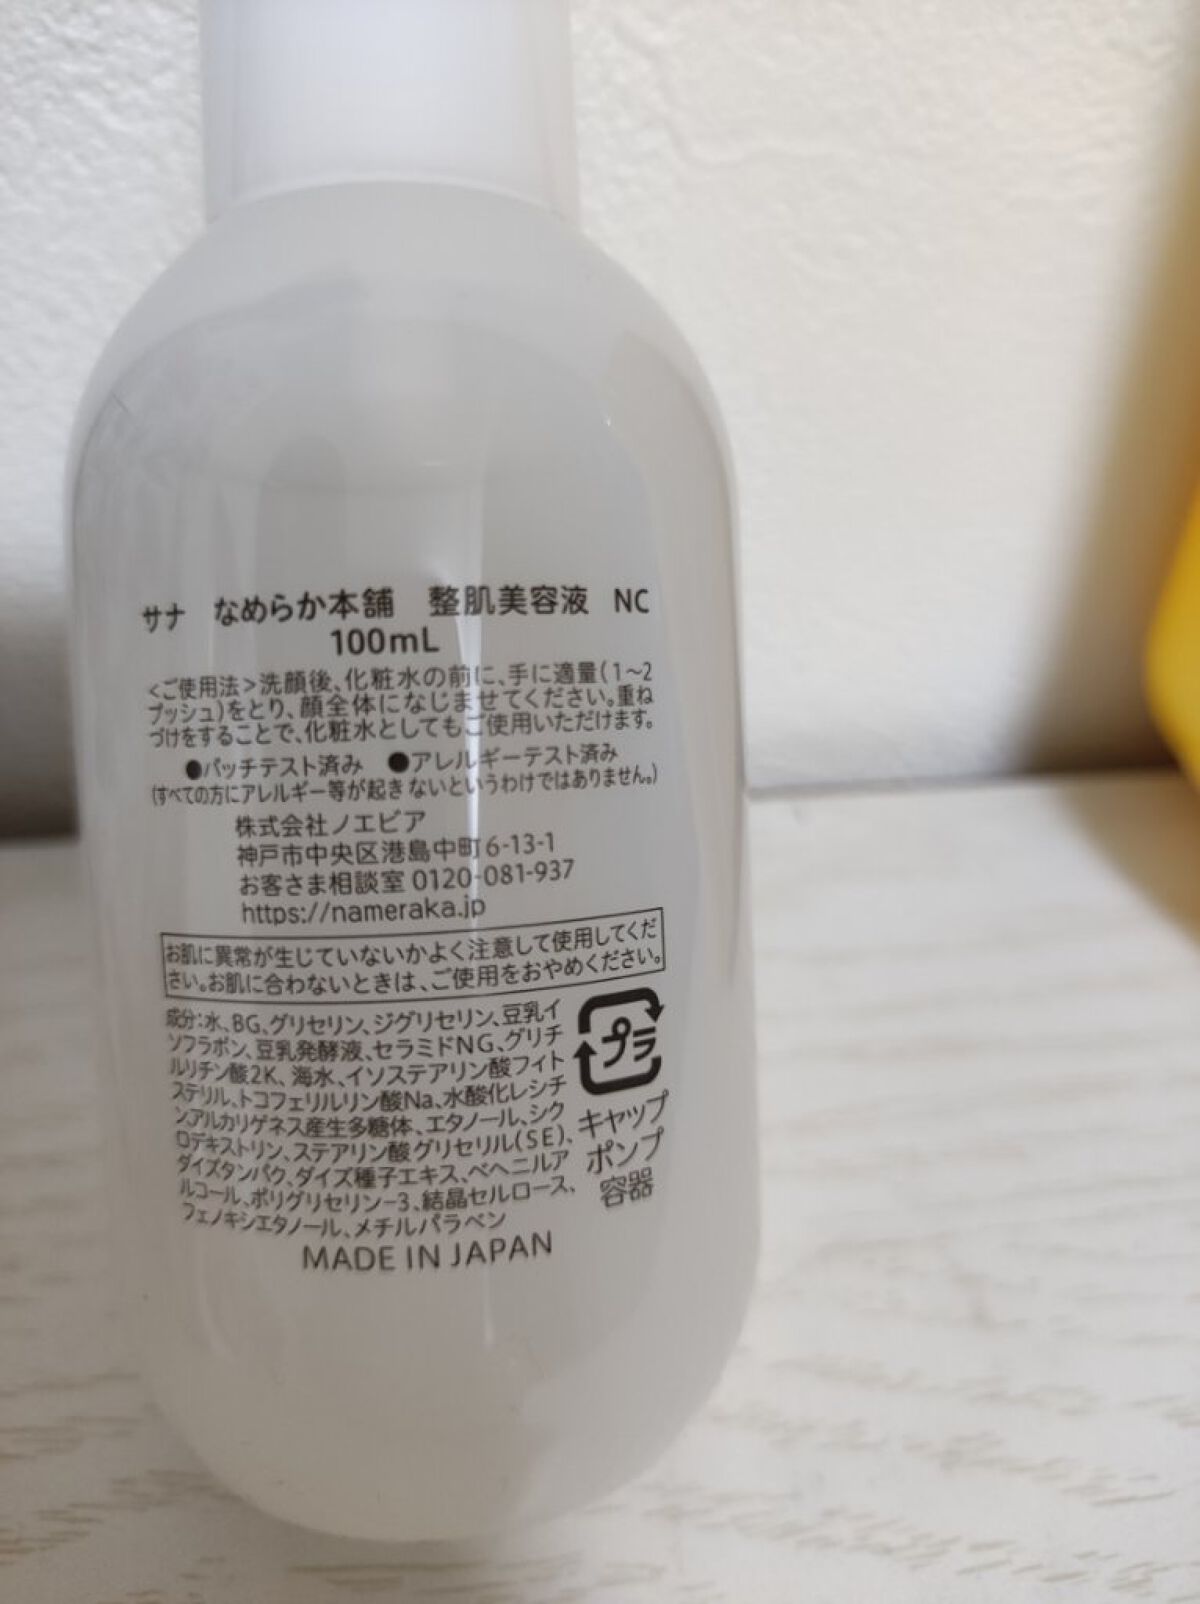 サナ なめらか本舗 整肌美容液 NC
100mL
<ご使用法>洗顔後、化粧水の前に、手に適量(1〜2
プッシュ)をとり、顔全体になじませてください。重ね
づけをすることで、化粧水としてもご使用いただけます。
●パッチテスト済み ●アレルギーテスト済み
(すべての方にアレルギー等が起きないというわけではありません。)
株式会社ノエビア
神戸市中央区港島中町6-13-1
お客さま相談室 0120-081-937
https://nameraka.jp
お肌に異常が生じていないかよく注意して使用してくだ
さい。お肌に合わないときは、ご使用をおやめください。
成分:水、BG、グリセリン、ジグリセリン、豆乳イ
ソフラボン、豆乳発酵液、セラミドNG、グリチ
ルリチン酸2K、海水、イソステアリン酸フィト
ステリル、トコフェリルリン酸Na、水酸化レシチ
ン、アルカリゲネス産生多糖体、エタノール、シク
ロデキストリン、ステアリン酸グリセリル(SE)、
ダイズタンパク、ダイズ種子エキス、ベヘニルア
ルコール、ポリグリセリン-3、結晶セルロース、
フェノキシエタノール、メチルパラベン
プラ
キャップ
ポンプ
容器
MADE IN JAPAN